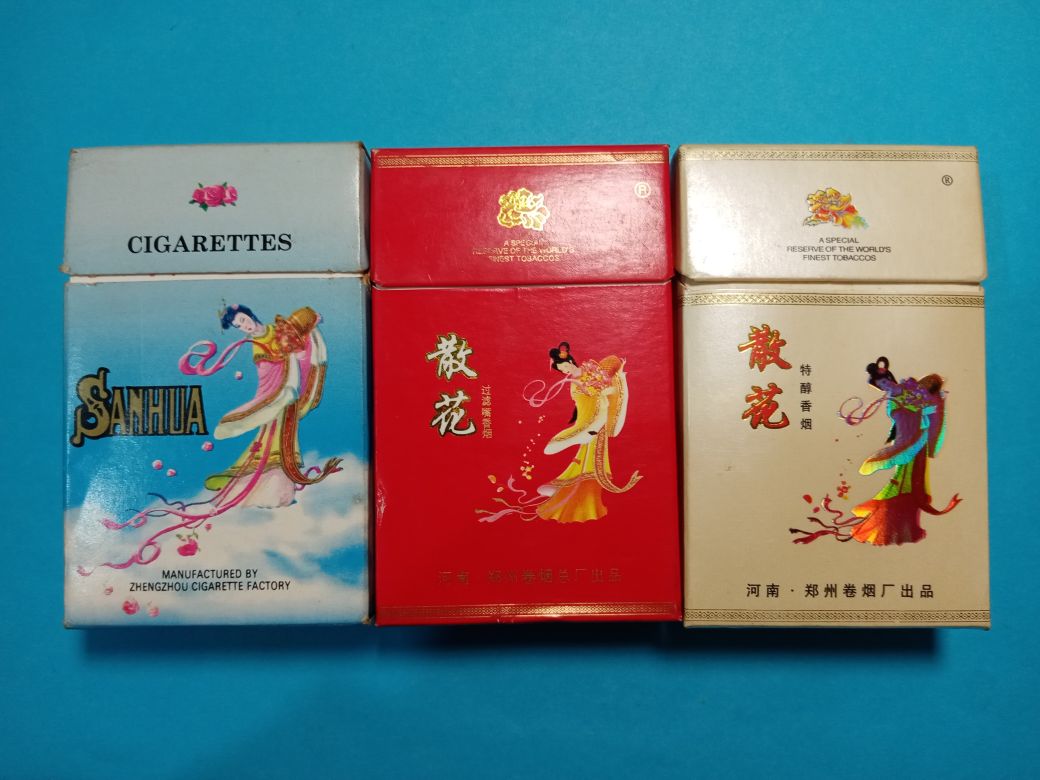 CIGARETTES
SANHUA
MANUFACTURED BY
ZHENGZHOU CIGARETTE FACTORY
®
A SPECIAL
RESERVE OF THE WORLD'S
FINEST TOBACCOS
散花
过滤嘴香烟
河南·郑州卷烟总厂出品
®
A SPECIAL
RESERVE OF THE WORLD'S
FINEST TOBACCOS
散花
特醇香烟
河南·郑州卷烟厂出品